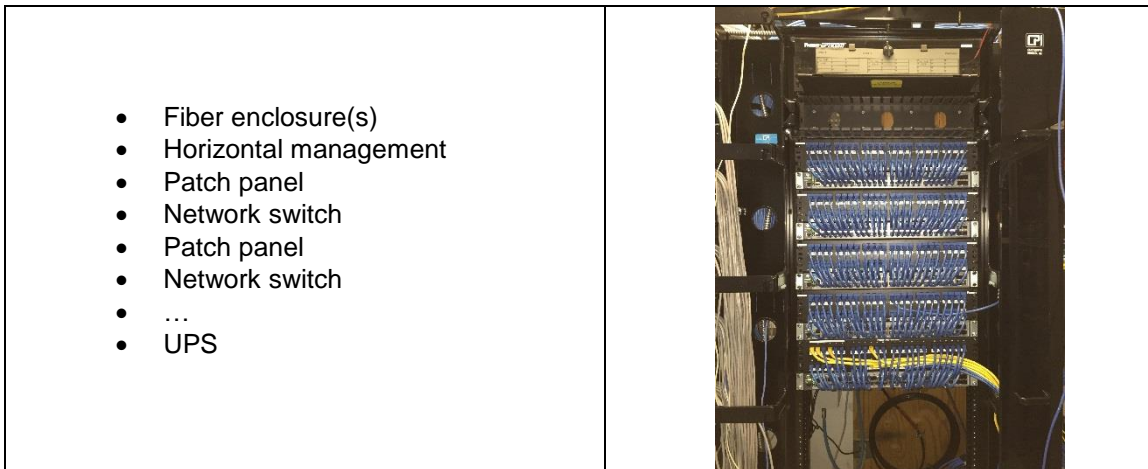 • Fiber enclosure(s)
• Horizontal management
• Patch panel
• Network switch
• Patch panel
• Network switch
• …
• UPS
CPI